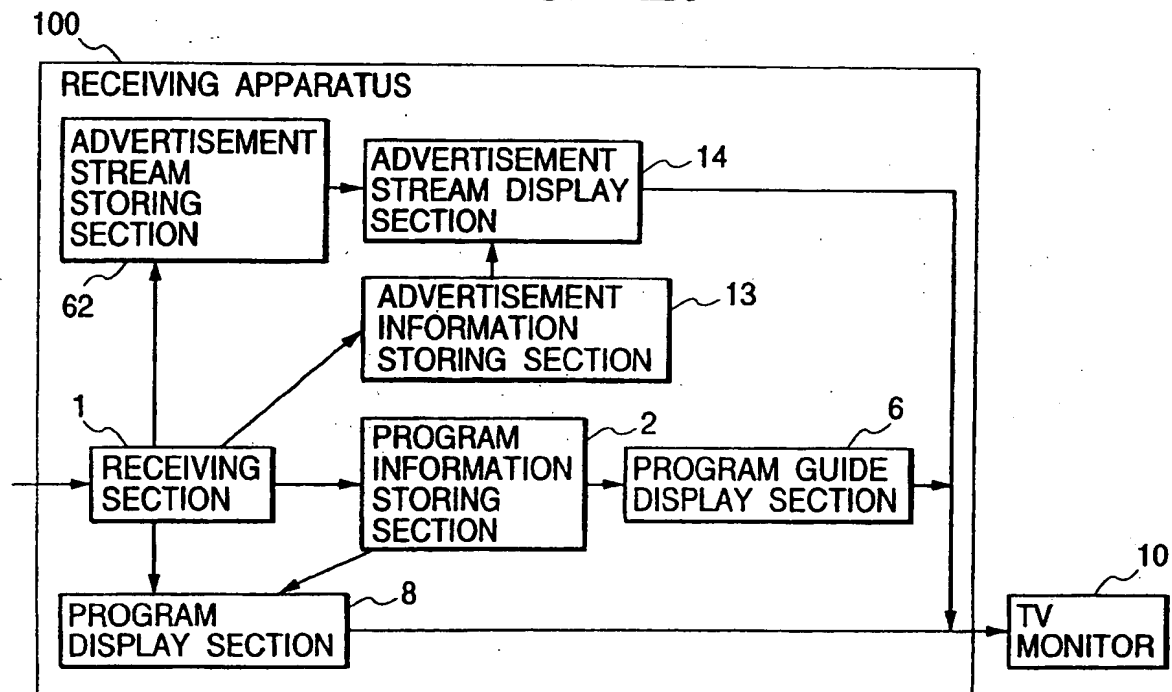 100
RECEIVING APPARATUS
ADVERTISEMENT
STREAM
STORING
SECTION
62
ADVERTISEMENT
STREAM DISPLAY
SECTION
14
ADVERTISEMENT
INFORMATION
STORING SECTION
13
1
RECEIVING
SECTION
PROGRAM
INFORMATION
STORING
SECTION
2
PROGRAM GUIDE
DISPLAY SECTION
6
PROGRAM
DISPLAY SECTION
8
TV
MONITOR
10